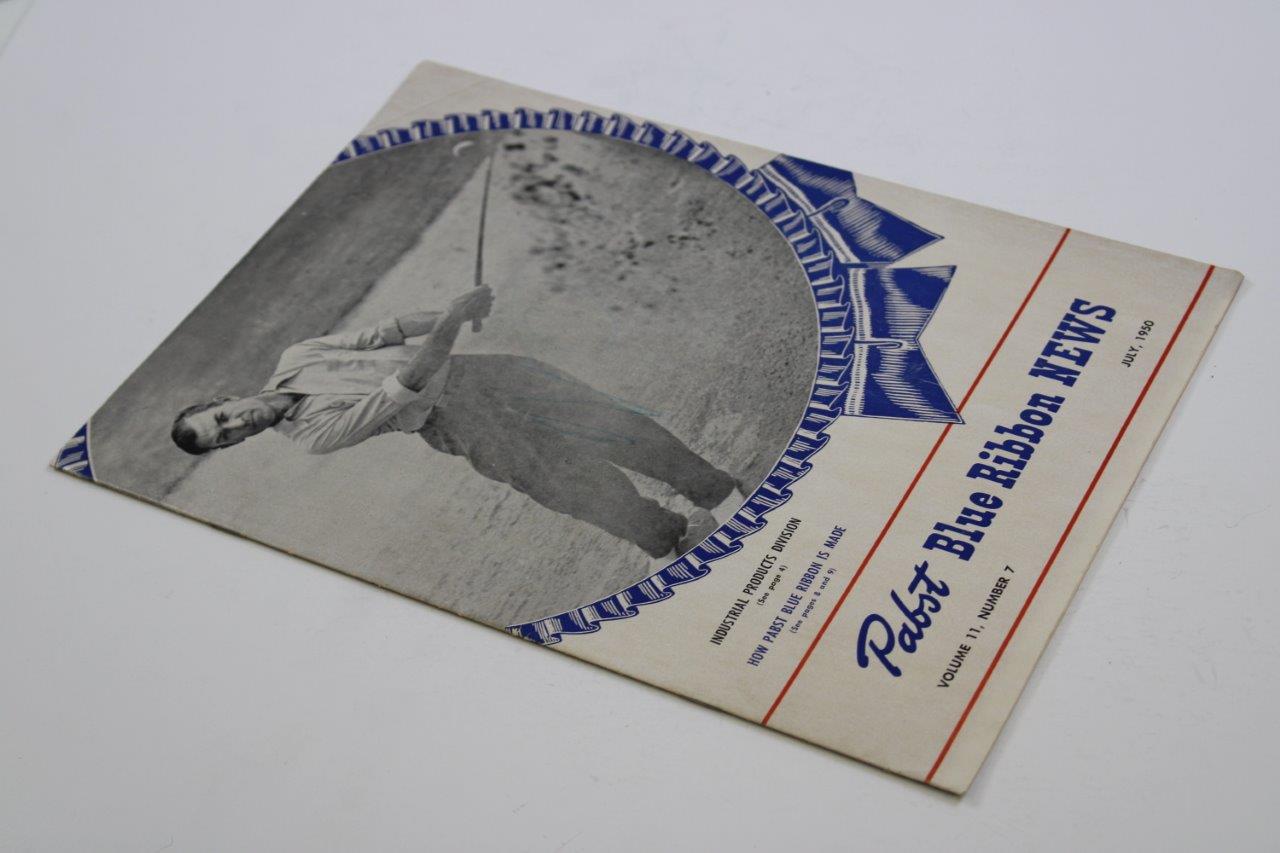 INDUSTRIAL PRODUCTS DIVISION
(See page 4)
HOW PABST BLUE RIBBON IS MADE
(See pages 8 and 9)
Pabst Blue Ribbon NEWS
VOLUME 11, NUMBER 7
JULY, 1950